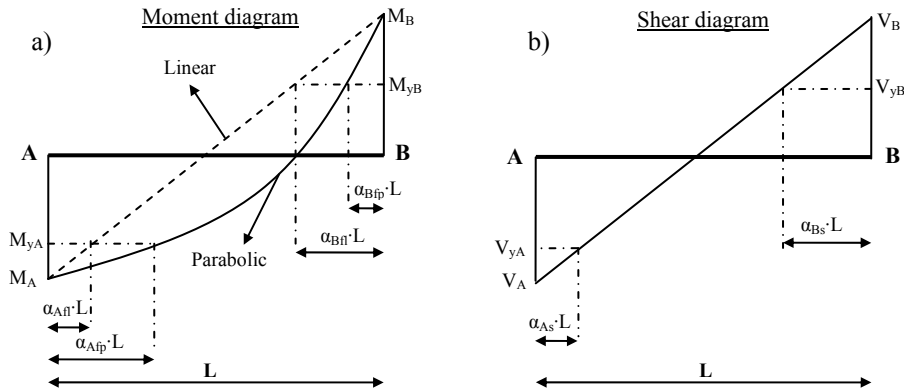 Moment diagram
a)
M_B
Linear
M_yB
A
B
α_Bfp·L
M_yA
α_Bfl·L
Parabolic
M_A
α_Afl·L
α_Afp·L
L
Shear diagram
b)
V_B
V_yB
A
B
V_yA
α_Bs·L
V_A
α_As·L
L